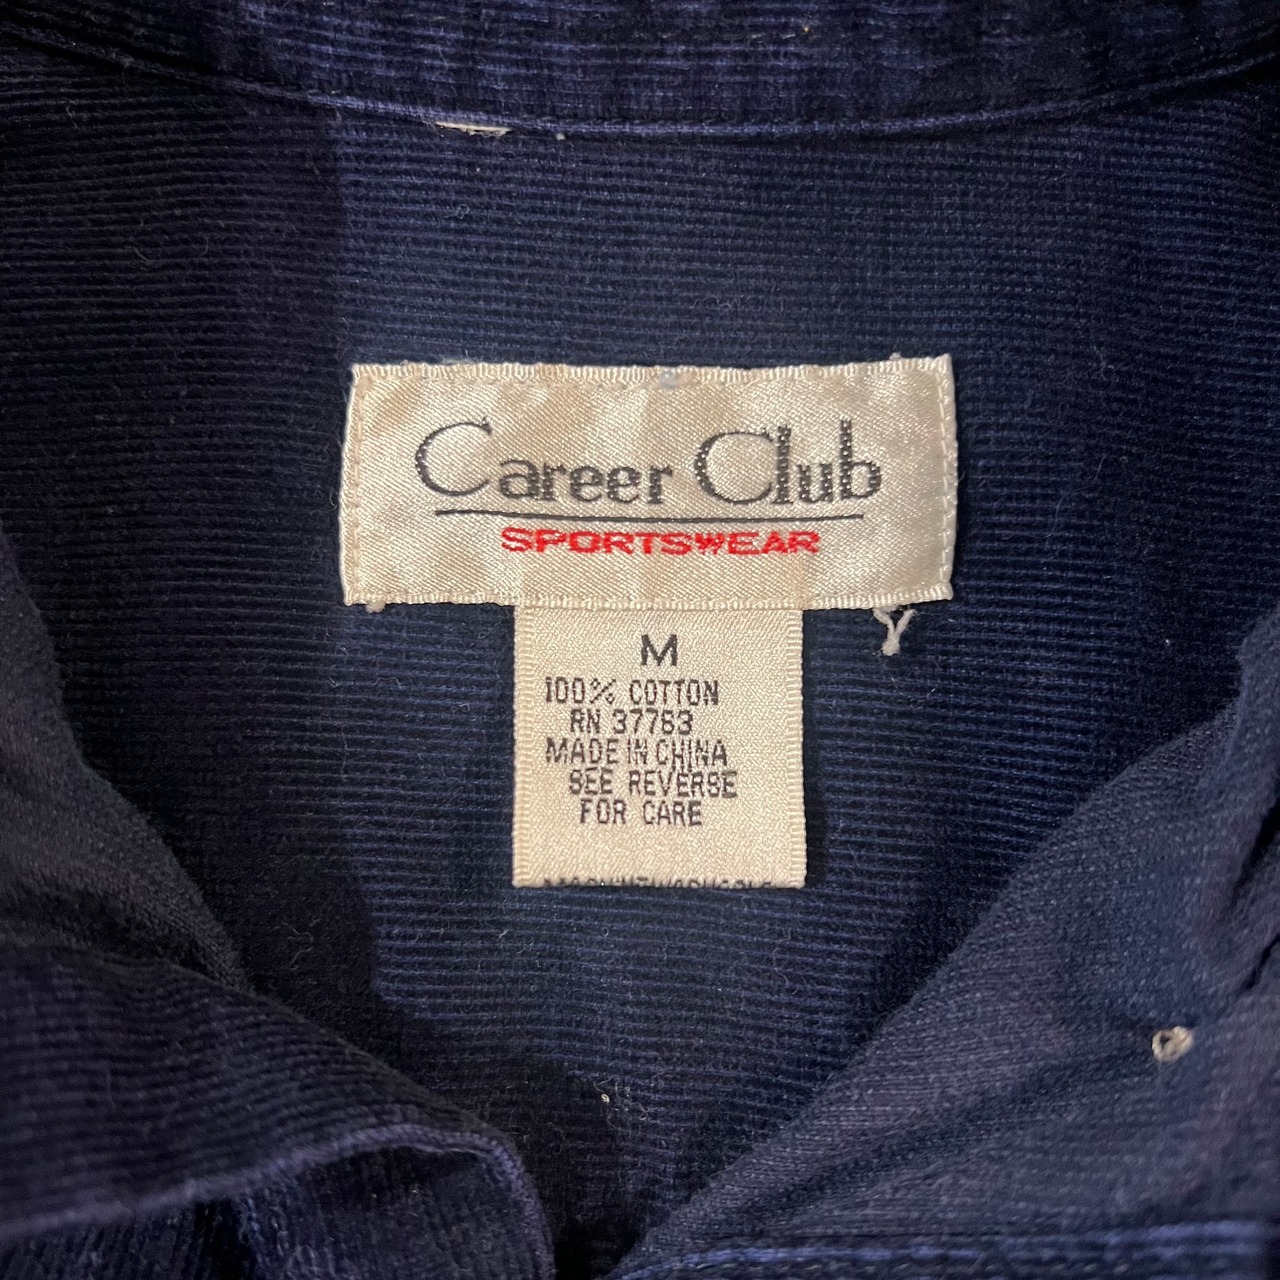 Career Club
SPORTSWEAR
M
100% COTTON
RN 37763
MADE IN CHINA
SEE REVERSE
FOR CARE